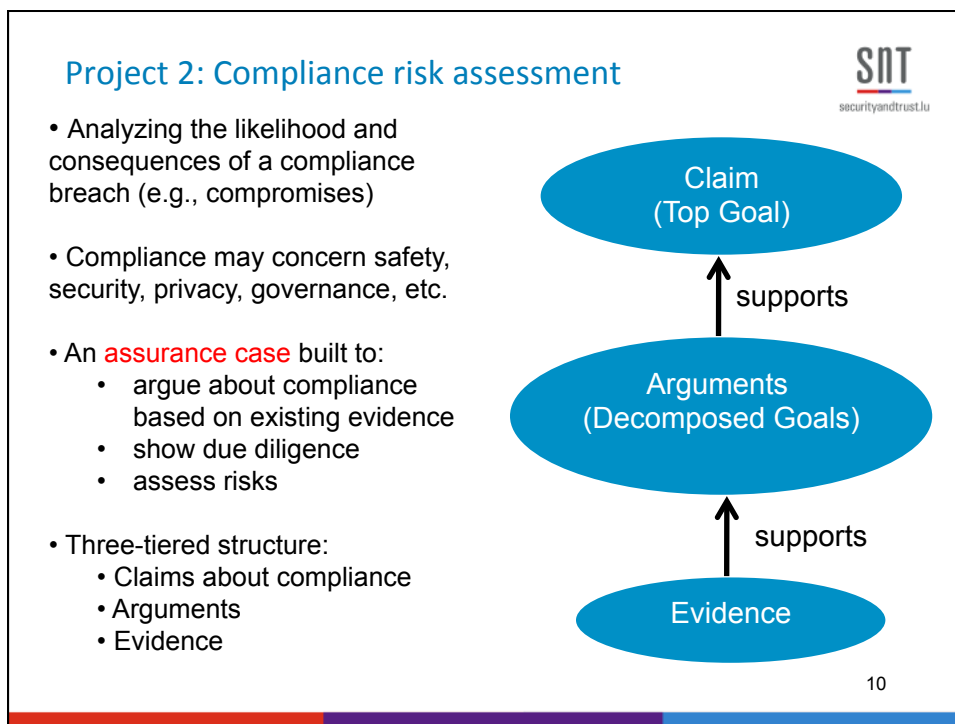 Project 2: Compliance risk assessment
SNT
securityandtrust.lu
• Analyzing the likelihood and
consequences of a compliance
breach (e.g., compromises)
• Compliance may concern safety,
security, privacy, governance, etc.
• An assurance case built to:
• argue about compliance
based on existing evidence
• show due diligence
• assess risks
• Three-tiered structure:
• Claims about compliance
• Arguments
• Evidence
Claim
(Top Goal)
supports
Arguments
(Decomposed Goals)
supports
Evidence
10